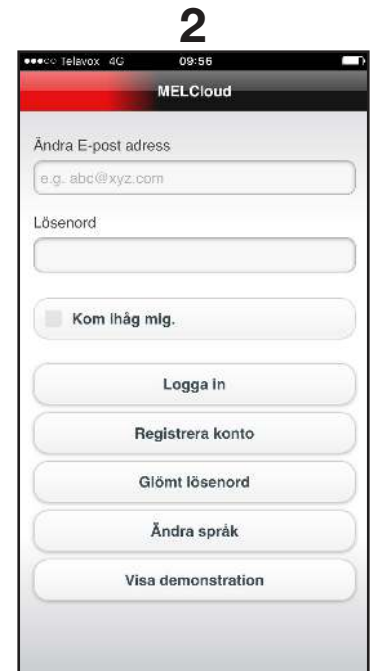 2
Telavox 4G 09:56
MELCloud
Ändra E-post adress
e.g. abc@xyz.com
Lösenord
Kom ihåg mig.
Logga in
Registrera konto
Glömt lösenord
Ändra språk
Visa demonstration